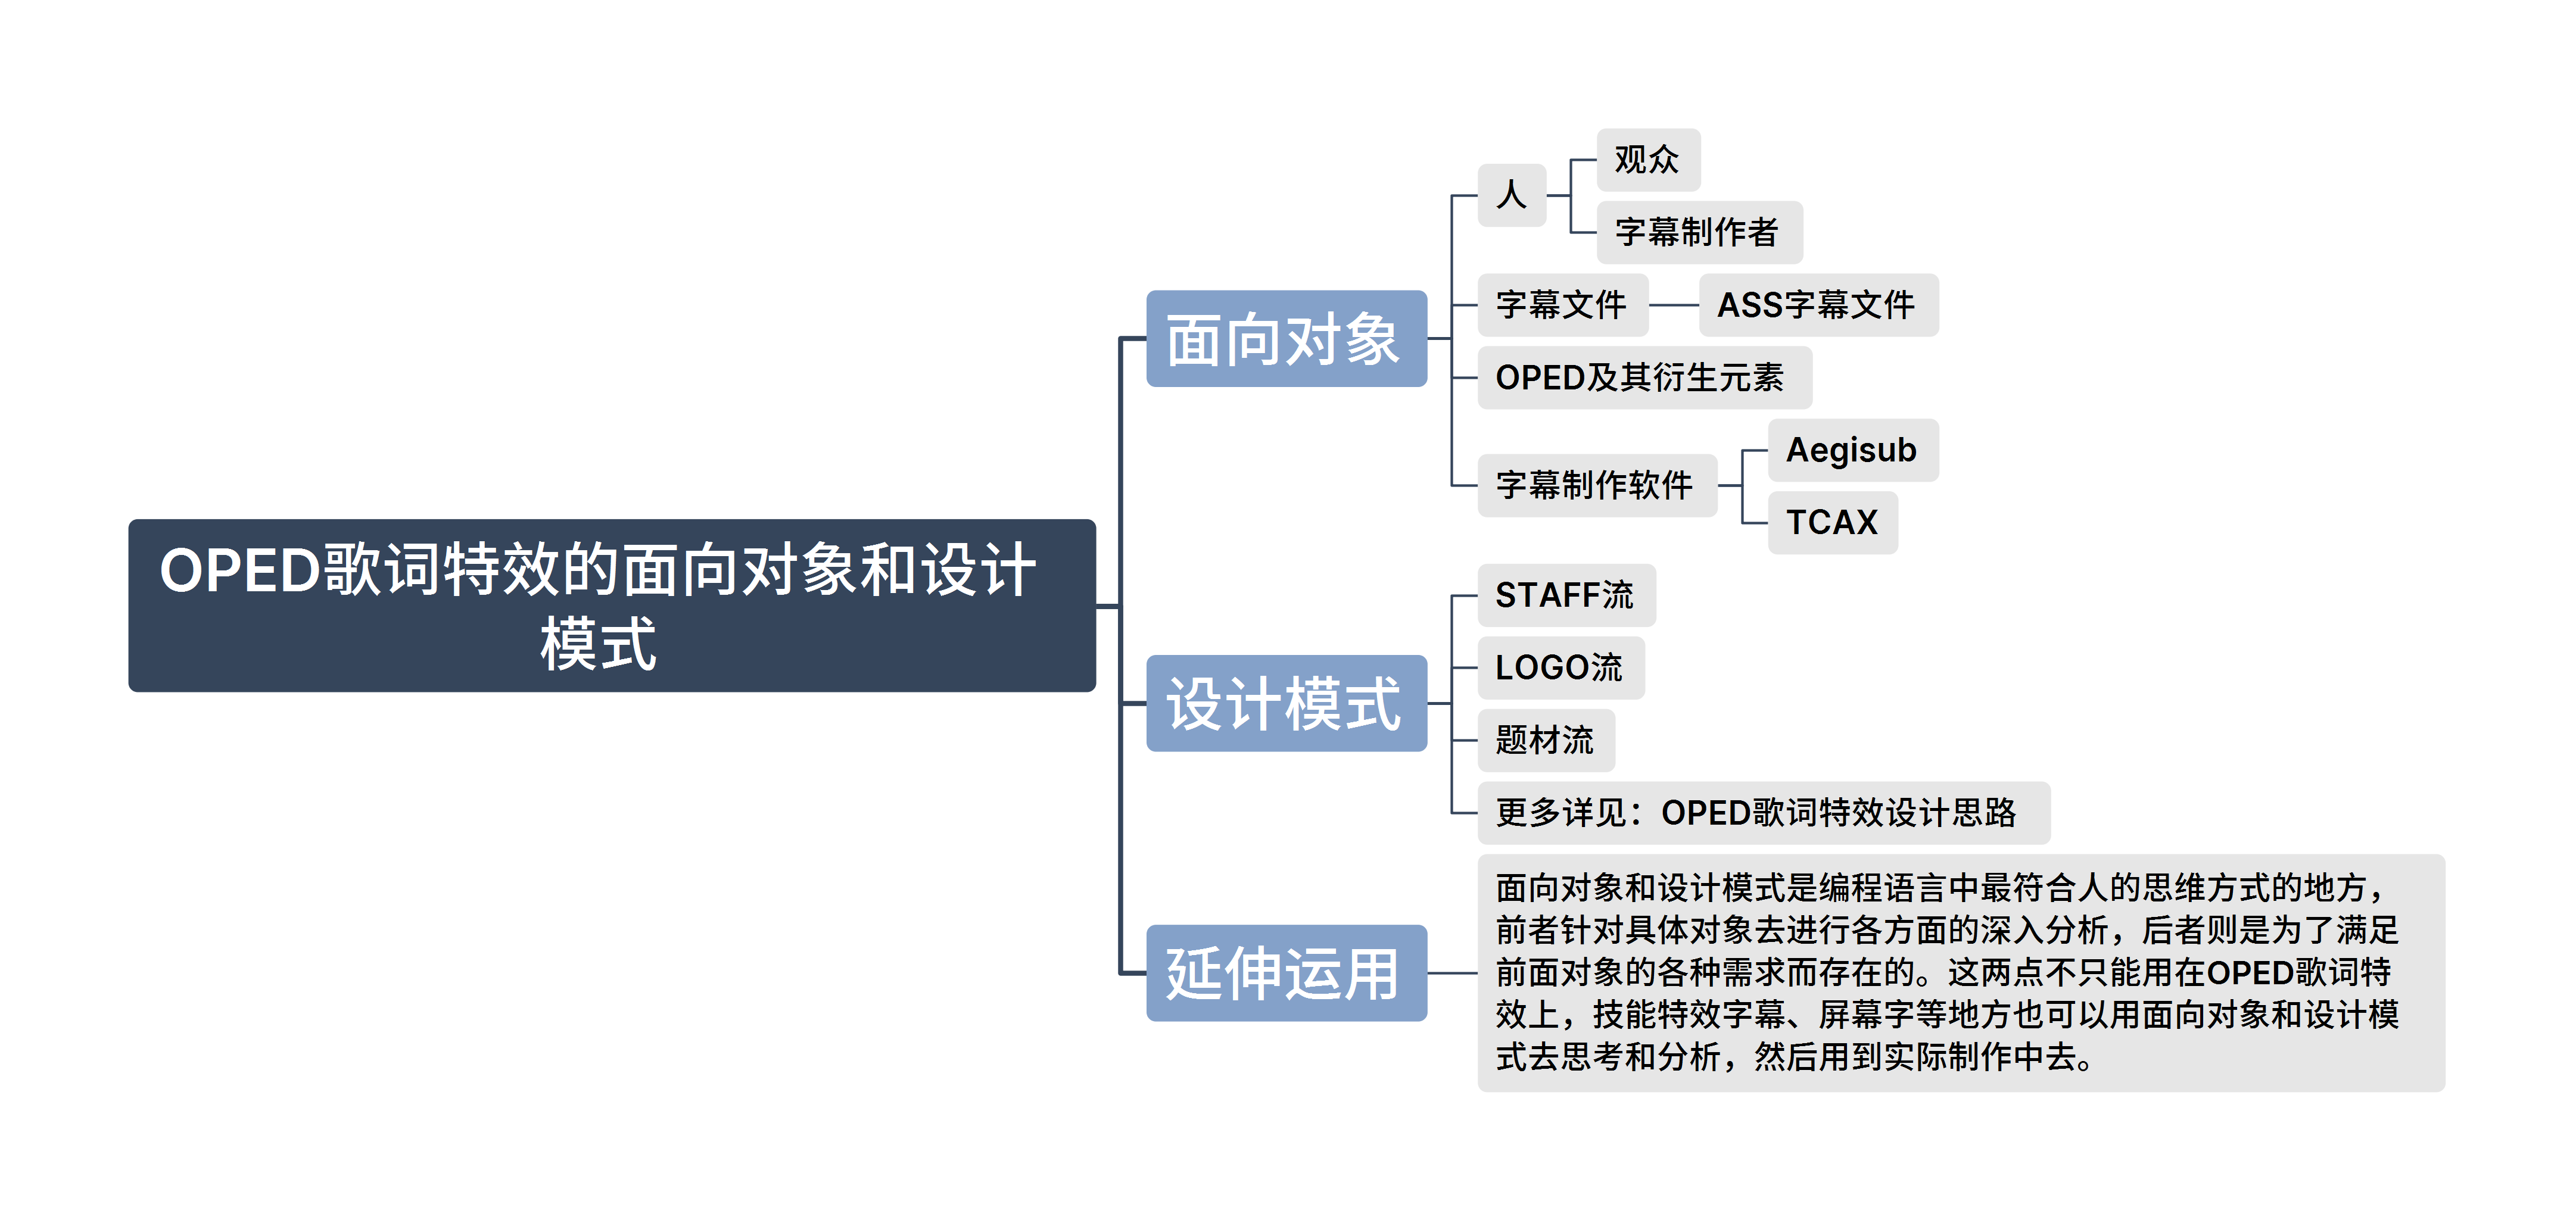 OPED歌词特效的面向对象和设计
模式
面向对象
人
观众
字幕制作者
字幕文件
ASS字幕文件
OPED及其衍生元素
字幕制作软件
Aegisub
TCAX
设计模式
STAFF流
LOGO流
题材流
更多详见：OPED歌词特效设计思路
延伸运用
面向对象和设计模式是编程语言中最符合人的思维方式的地方，
前者针对具体对象去进行各方面的深入分析，后者则是为了满足
前面对象的各种需求而存在的。这两点不只能用在OPED歌词特
效上，技能特效字幕、屏幕字等地方也可以用面向对象和设计模
式去思考和分析，然后用到实际制作中去。